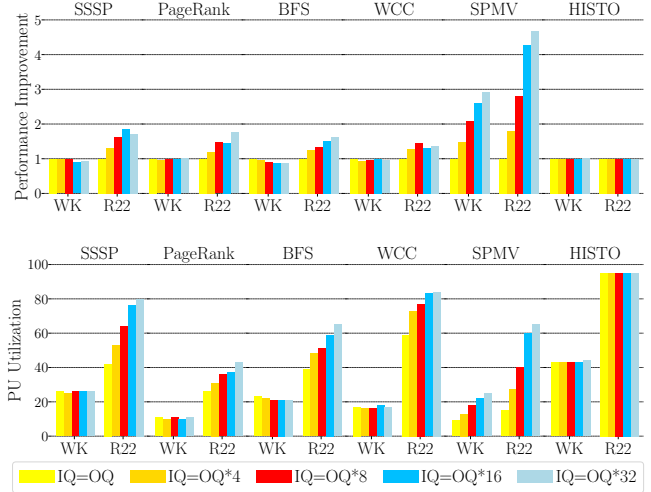 SSSP PageRank BFS WCC SPMV HISTO
Performance Improvement
5
4
3
2
1
0
WK R22 WK R22 WK R22 WK R22 WK R22 WK R22
SSSP PageRank BFS WCC SPMV HISTO
PU Utilization
100
80
60
40
20
0
WK R22 WK R22 WK R22 WK R22 WK R22 WK R22
IQ=OQ IQ=OQ*4 IQ=OQ*8 IQ=OQ*16 IQ=OQ*32